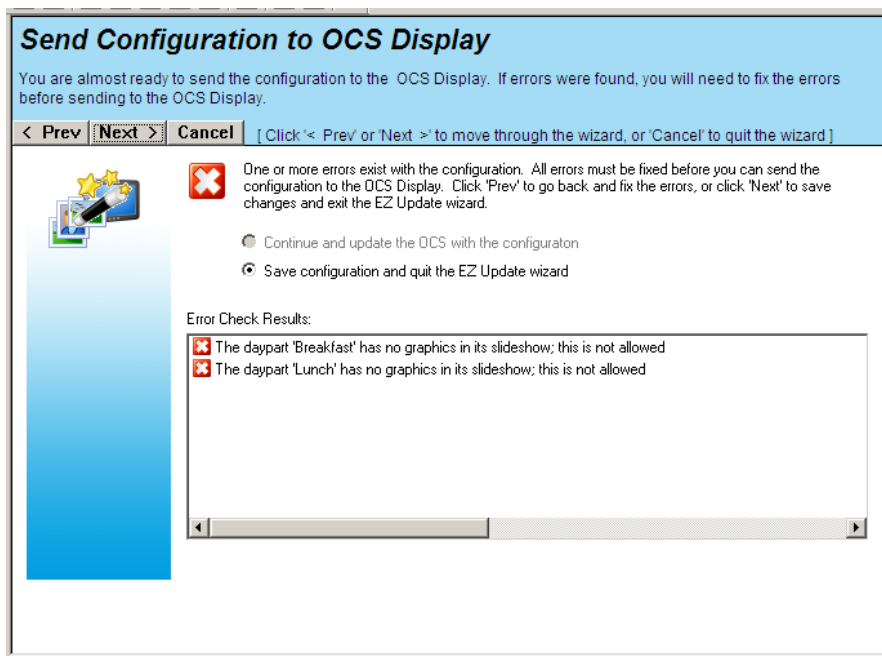 Send Configuration to OCS Display
You are almost ready to send the configuration to the OCS Display. If errors were found, you will need to fix the errors
before sending to the OCS Display.
< Prev Next > Cancel [ Click '< Prev' or 'Next >' to move through the wizard, or 'Cancel' to quit the wizard ]
One or more errors exist with the configuration. All errors must be fixed before you can send the
configuration to the OCS Display. Click 'Prev' to go back and fix the errors, or click 'Next' to save
changes and exit the EZ Update wizard.
Continue and update the OCS with the configuraton
Save configuration and quit the EZ Update wizard
Error Check Results:
The daypart 'Breakfast' has no graphics in its slideshow; this is not allowed
The daypart 'Lunch' has no graphics in its slideshow; this is not allowed